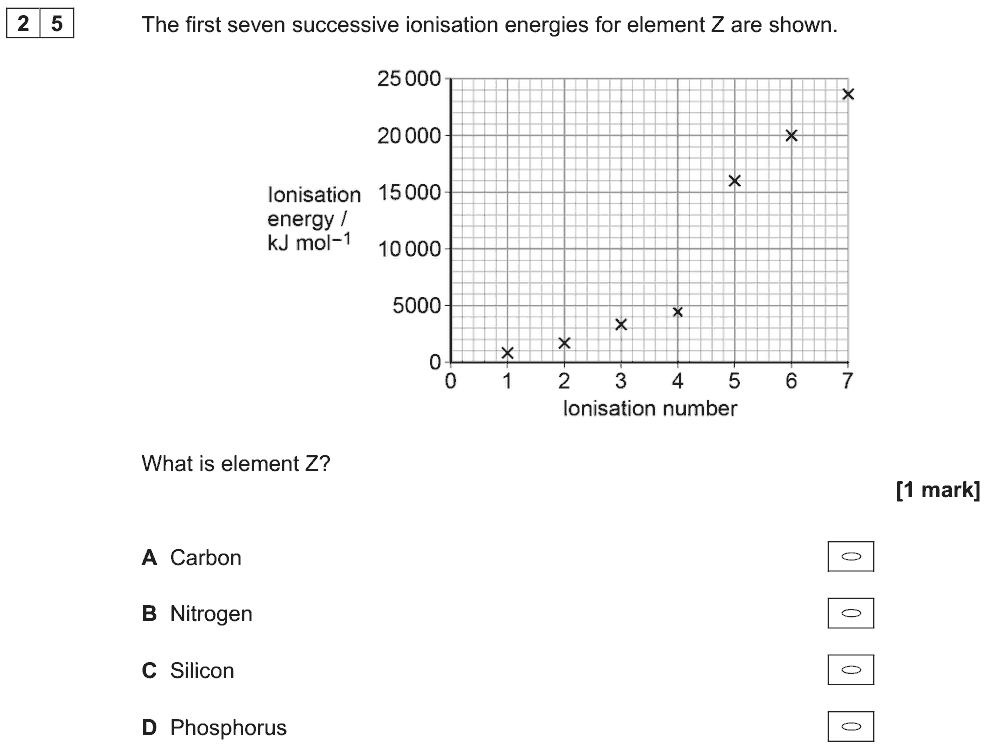 2 5 The first seven successive ionisation energies for element Z are shown.
25 000
20 000
Ionisation 15 000
energy /
kJ mol−1 10 000
5000
0
0 1 2 3 4 5 6 7
Ionisation number
What is element Z?
[1 mark]
A Carbon
B Nitrogen
C Silicon
D Phosphorus